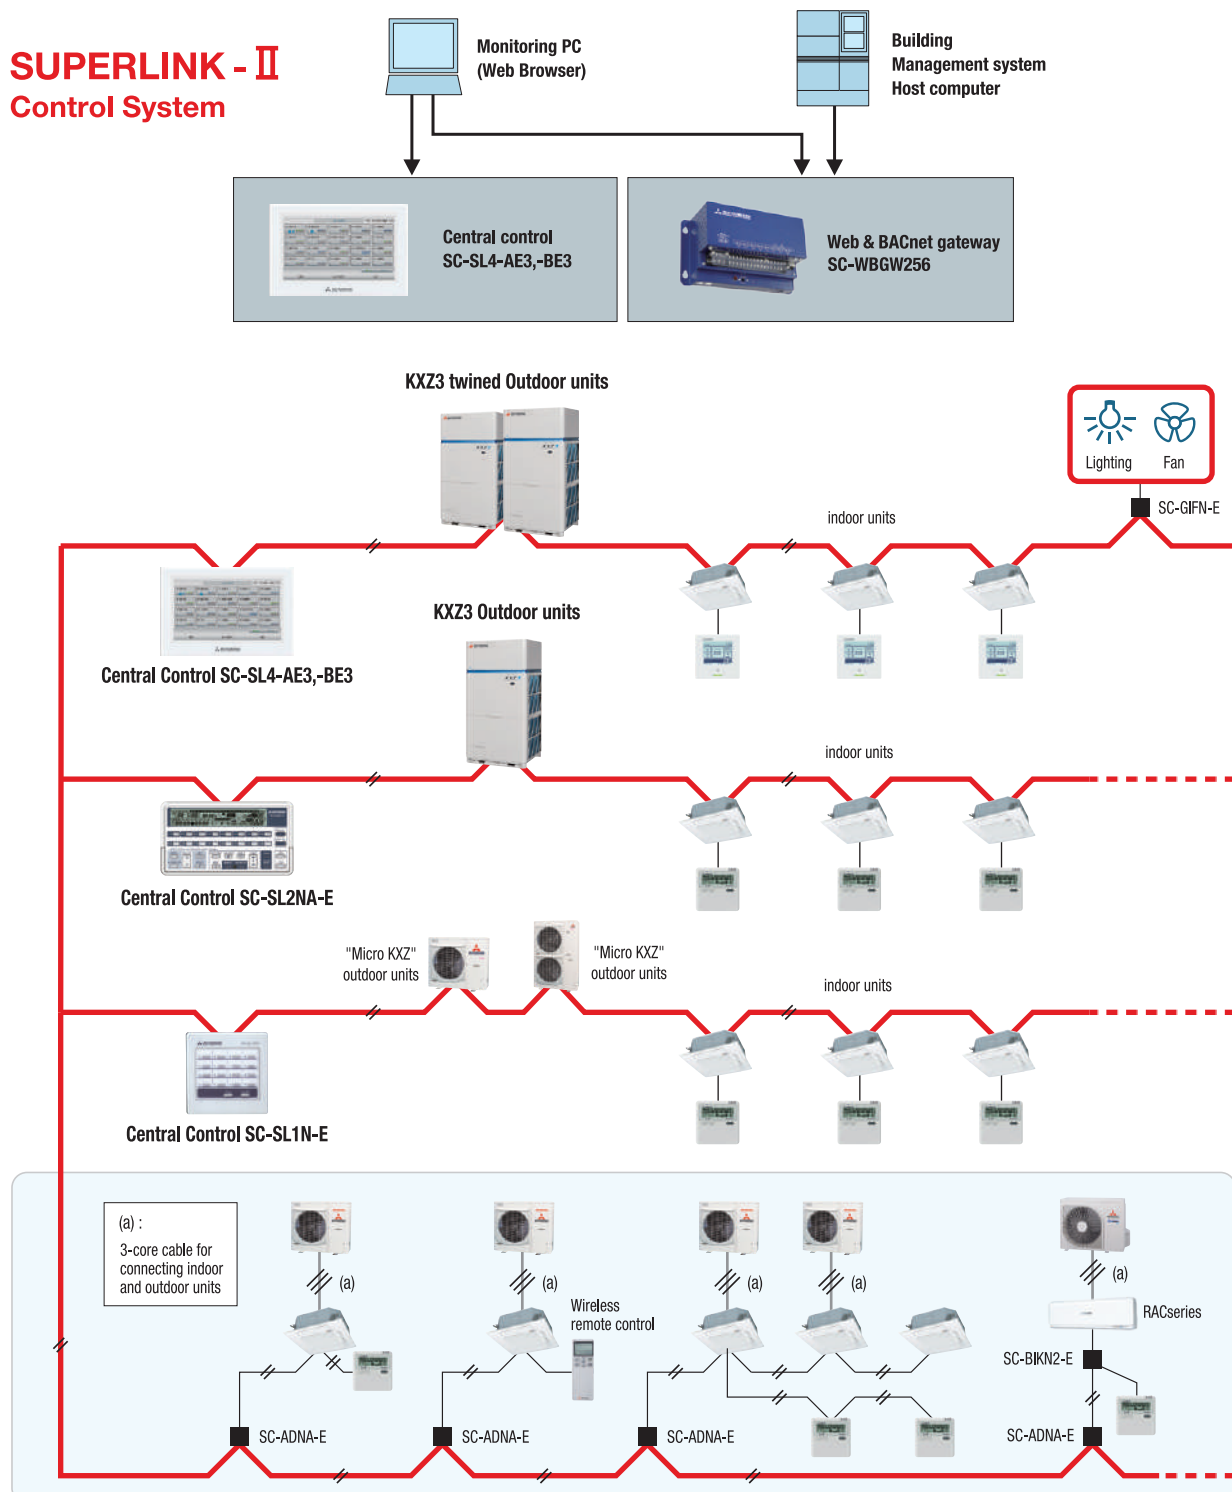 SUPERLINK - II
Control System
Monitoring PC
(Web Browser)
Building
Management system
Host computer
Central control
SC-SL4-AE3,-BE3
Web & BACnet gateway
SC-WBGW256
KXZ3 twined Outdoor units
Lighting
Fan
SC-GIFN-E
indoor units
Central Control SC-SL4-AE3,-BE3
KXZ3 Outdoor units
indoor units
Central Control SC-SL2NA-E
"Micro KXZ"
outdoor units
"Micro KXZ"
outdoor units
indoor units
Central Control SC-SL1N-E
(a) :
3-core cable for
connecting indoor
and outdoor units
(a)
(a)
(a)
(a)
(a)
Wireless
remote control
RACseries
SC-BIKN2-E
SC-ADNA-E
SC-ADNA-E
SC-ADNA-E
SC-ADNA-E